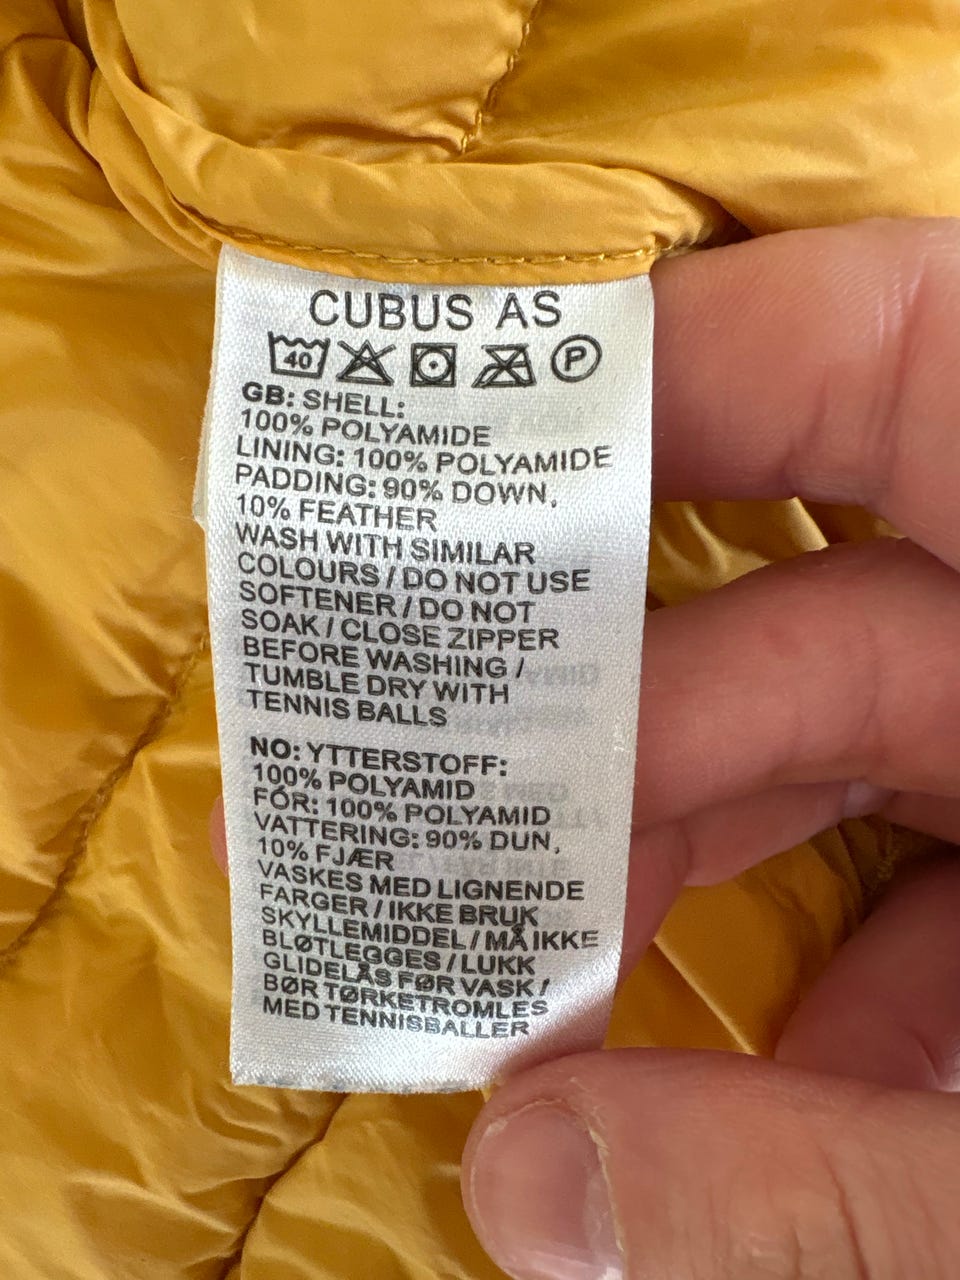 CUBUS AS
40 P
GB: SHELL:
100% POLYAMIDE
LINING: 100% POLYAMIDE
PADDING: 90% DOWN,
10% FEATHER
WASH WITH SIMILAR
COLOURS / DO NOT USE
SOFTENER / DO NOT
SOAK / CLOSE ZIPPER
BEFORE WASHING /
TUMBLE DRY WITH
TENNIS BALLS
NO: YTTERSTOFF:
100% POLYAMID
FÓR: 100% POLYAMID
VATTERING: 90% DUN,
10% FJÆR
VASKES MED LIGNENDE
FARGER / IKKE BRUK
SKYLLEMIDDEL / MÅ IKKE
BLØTLEGGES / LUKK
GLIDELÅS FØR VASK /
BØR TØRKETROMLES
MED TENNISBALLER